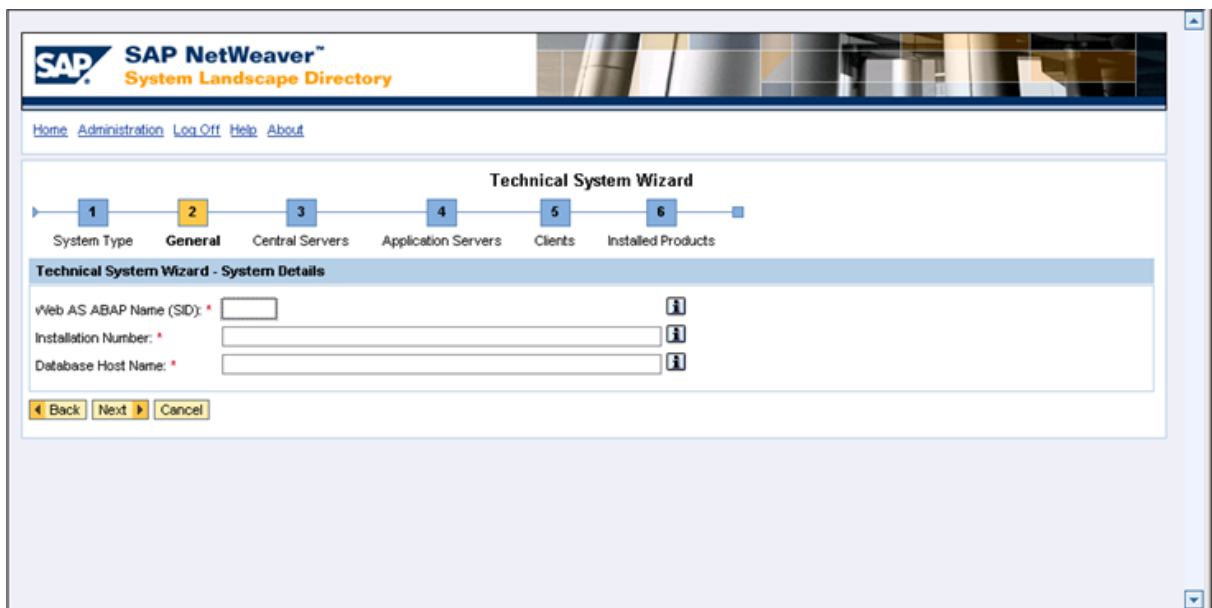 SAP
SAP NetWeaver™
System Landscape Directory
Home Administration Log Off Help About
Technical System Wizard
1 2 3 4 5 6
System Type General Central Servers Application Servers Clients Installed Products
Technical System Wizard - System Details
Web AS ABAP Name (SID): *
Installation Number: *
Database Host Name: *
Back Next Cancel